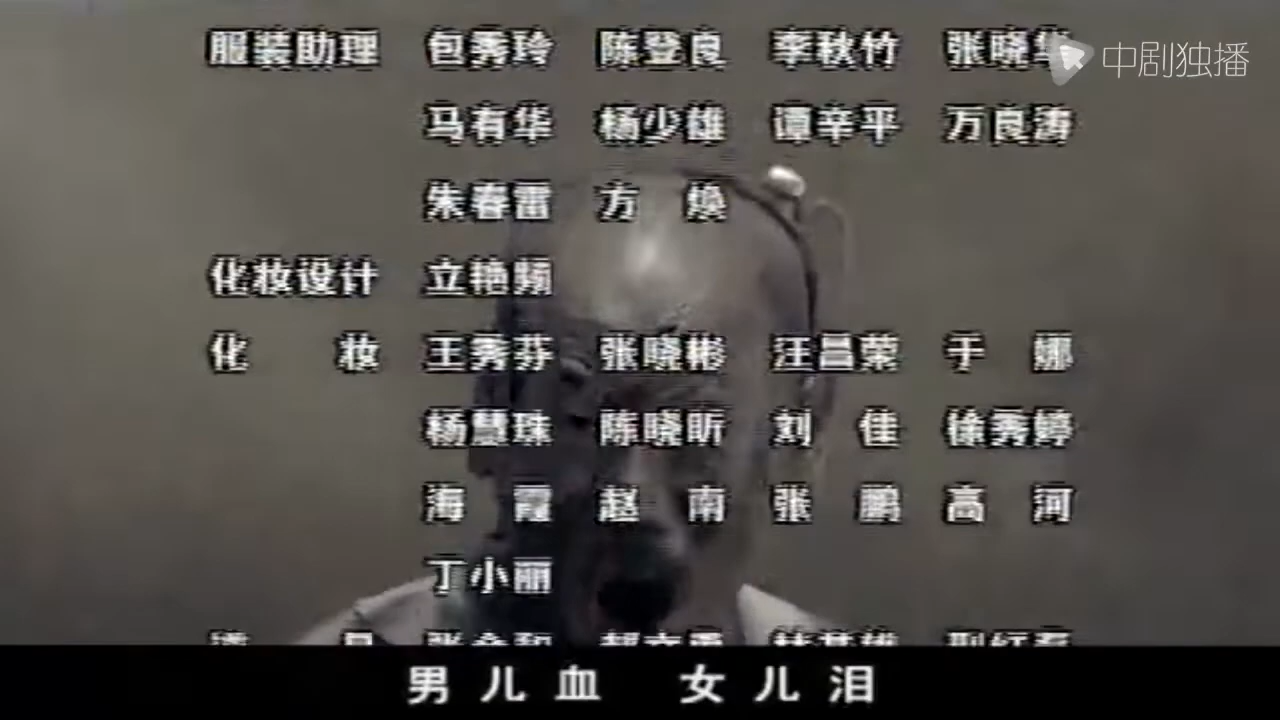 服装助理 包秀玲 陈登良 李秋竹 张晓华
中剧独播
马有华 杨少雄 谭辛平 万良涛
朱春雷 方 焕
化妆设计 立艳频
化 妆 王秀芬 张晓彬 汪昌荣 于 娜
杨慧珠 陈晓昕 刘 佳 徐秀婷
海 霞 赵 南 张 鹏 高 河
丁小丽
男儿血 女儿泪